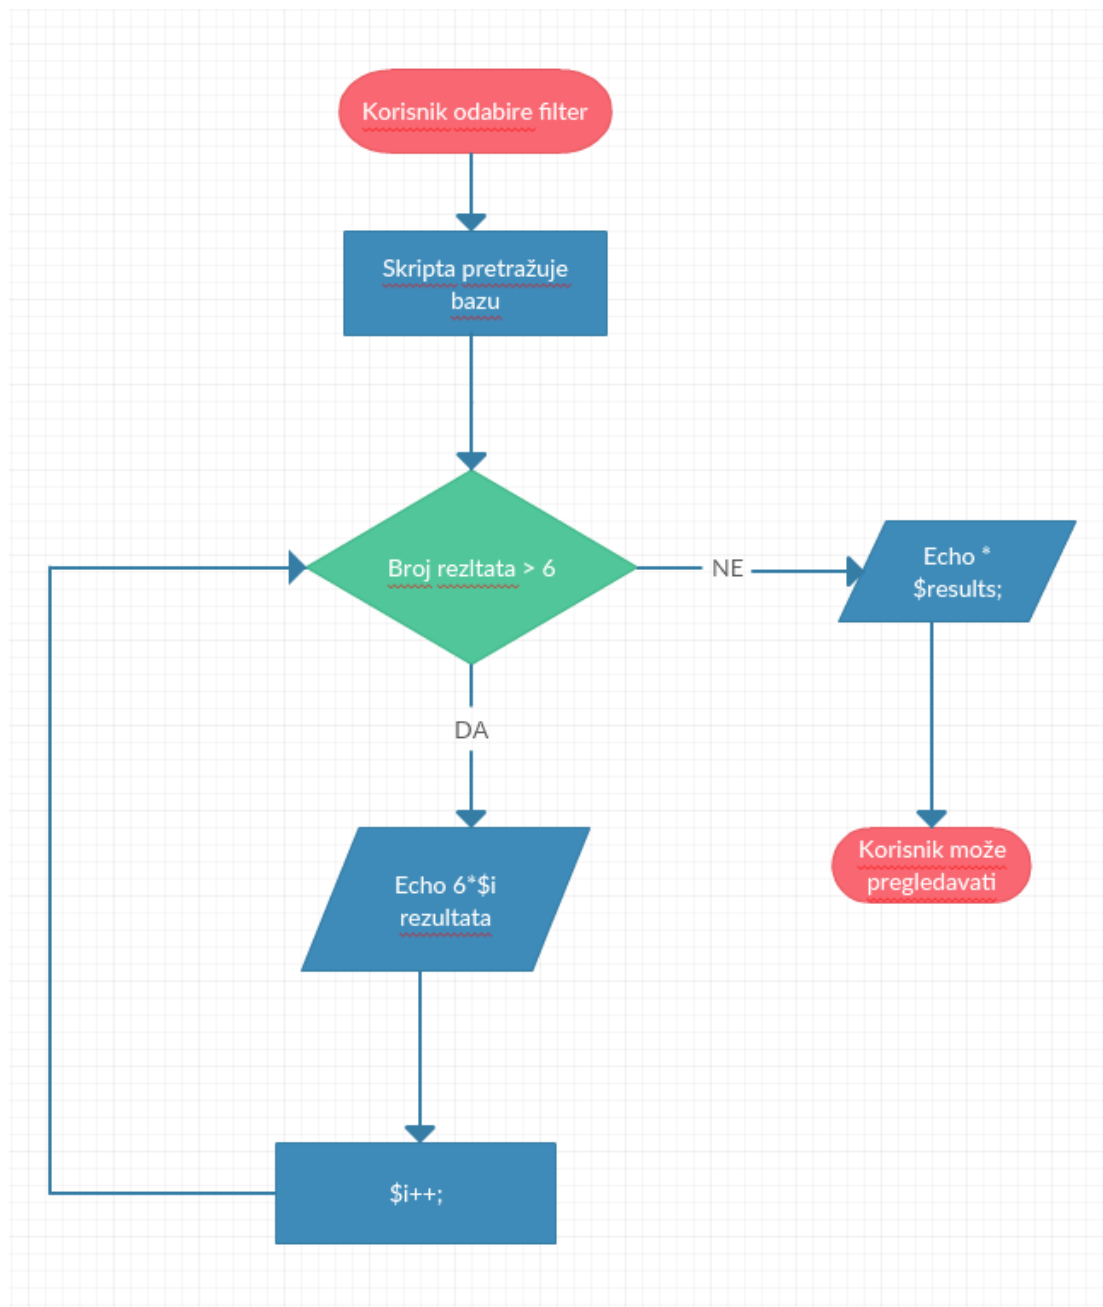 Korisnik odabire filter
Skripta pretražuje
bazu
Broj rezltata > 6
NE
Echo *
$results;
DA
Echo 6*$i
rezultata
Korisnik može
pregledavati
$i++;